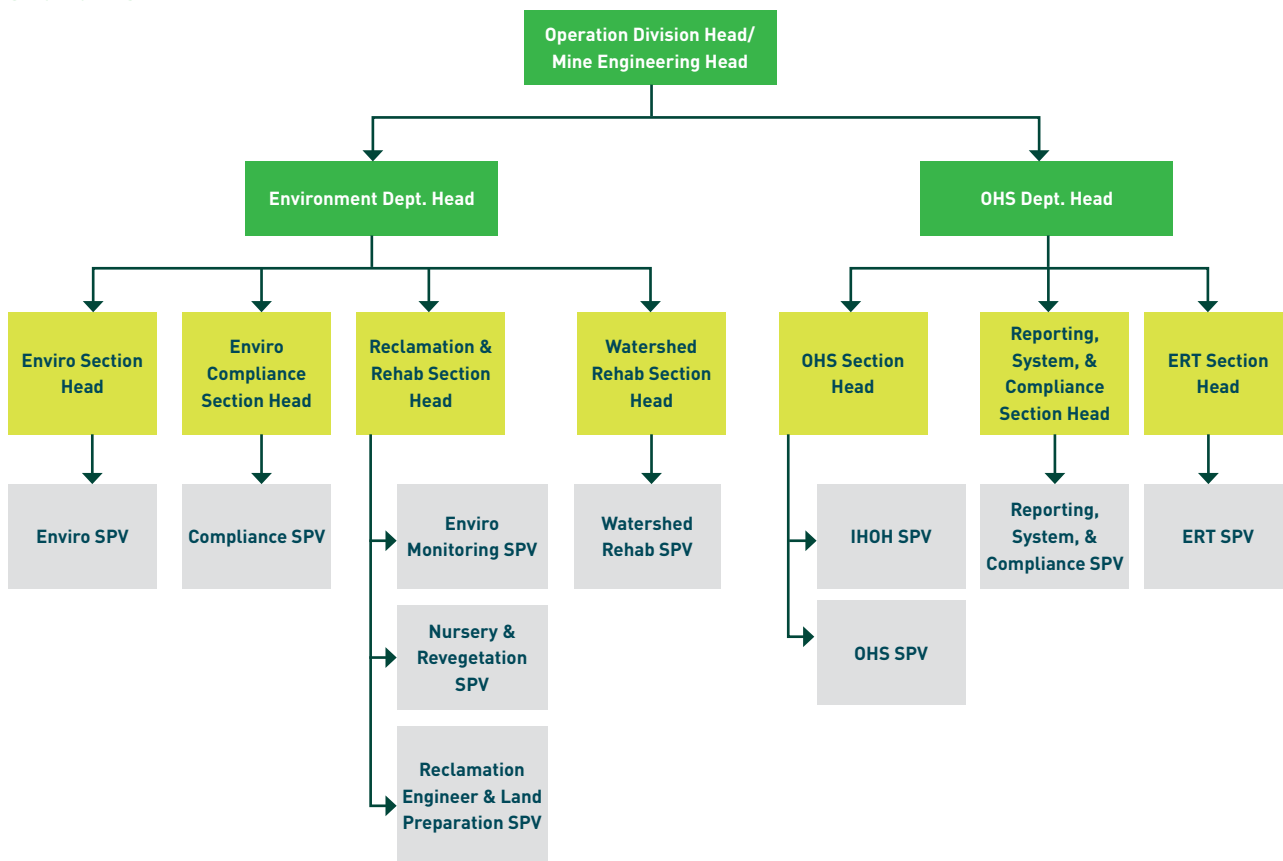 Operation Division Head/
Mine Engineering Head
Environment Dept. Head
OHS Dept. Head
Enviro Section
Head
Enviro
Compliance
Section Head
Reclamation &
Rehab Section
Head
Watershed
Rehab Section
Head
OHS Section
Head
Reporting,
System, &
Compliance
Section Head
ERT Section
Head
Enviro SPV
Compliance SPV
Enviro
Monitoring SPV
Watershed
Rehab SPV
IHOH SPV
Reporting,
System, &
Compliance SPV
ERT SPV
Nursery &
Revegetation
SPV
OHS SPV
Reclamation
Engineer & Land
Preparation SPV